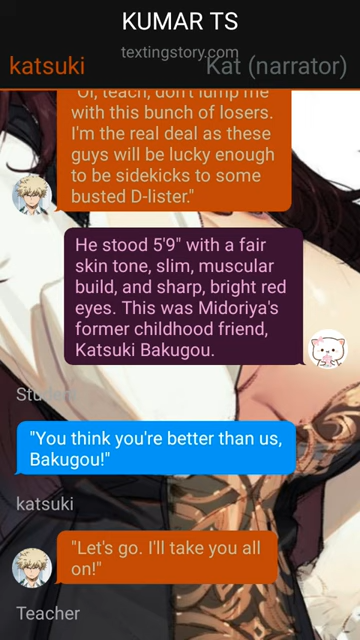 KUMAR TS
textingstory.com
katsuki
Kat (narrator)
"Oi, teach, don't lump me
with this bunch of losers.
I'm the real deal as these
guys will be lucky enough
to be sidekicks to some
busted D-lister."
He stood 5'9" with a fair
skin tone, slim, muscular
build, and sharp, bright red
eyes. This was Midoriya's
former childhood friend,
Katsuki Bakugou.
Student
"You think you're better than us,
Bakugou!"
katsuki
"Let's go. I'll take you all
on!"
Teacher